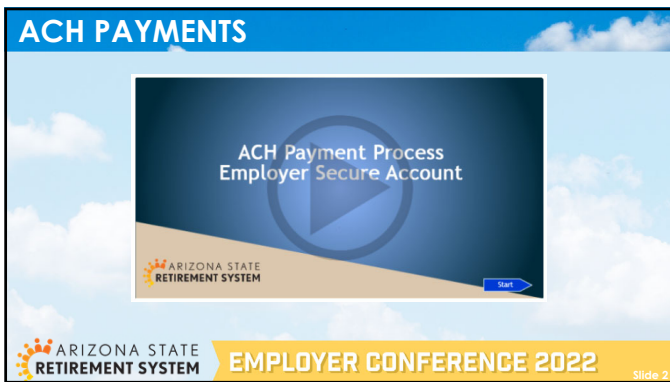 ACH PAYMENTS
ACH Payment Process
Employer Secure Account
ARIZONA STATE
RETIREMENT SYSTEM
Start
ARIZONA STATE
RETIREMENT SYSTEM
EMPLOYER CONFERENCE 2022
Slide 2